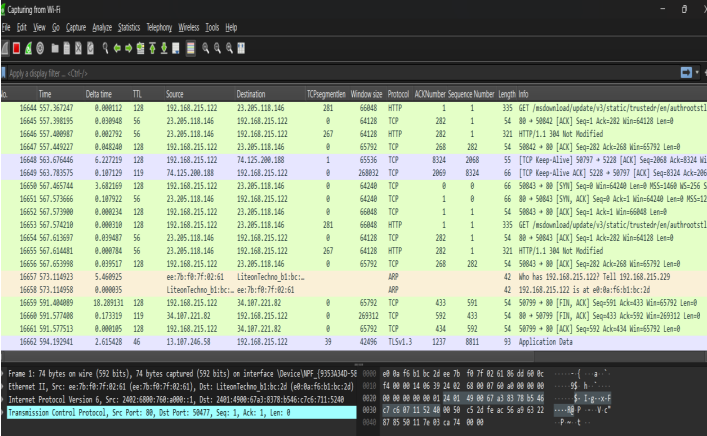 Capturing from Wi-Fi
File Edit View Go Capture Analyze Statistics Telephony Wireless Tools Help
Apply a display filter ... <Ctrl-/>
No. Time Delta time TTL Source Destination TCPsegmentlen Window size Protocol ACKNumber Sequence Number Length Info
16644 557.367247 0.000112 128 192.168.215.122 23.205.118.146 281 66048 HTTP 1 1 335 GET /msdownload/update/v3/static/trustedr/en/authrootstl
16645 557.398195 0.030948 56 23.205.118.146 192.168.215.122 0 64128 TCP 282 1 54 80 → 50842 [ACK] Seq=1 Ack=282 Win=64128 Len=0
16646 557.400987 0.002792 56 23.205.118.146 192.168.215.122 267 64128 HTTP 282 1 321 HTTP/1.1 304 Not Modified
16647 557.449227 0.048240 128 192.168.215.122 23.205.118.146 0 65792 TCP 268 282 54 50842 → 80 [ACK] Seq=282 Ack=268 Win=65792 Len=0
16648 563.676446 6.227219 128 192.168.215.122 74.125.200.188 1 65536 TCP 8324 2068 55 [TCP Keep-Alive] 50797 → 5228 [ACK] Seq=2068 Ack=8324 Wi
16649 563.783575 0.107129 119 74.125.200.188 192.168.215.122 0 268032 TCP 2069 8324 66 [TCP Keep-Alive ACK] 5228 → 50797 [ACK] Seq=8324 Ack=206
16650 567.465744 3.682169 128 192.168.215.122 23.205.118.146 0 64240 TCP 0 0 66 50843 → 80 [SYN] Seq=0 Win=64240 Len=0 MSS=1460 WS=256 S
16651 567.573666 0.107922 56 23.205.118.146 192.168.215.122 0 64240 TCP 1 0 66 80 → 50843 [SYN, ACK] Seq=0 Ack=1 Win=64240 Len=0 MSS=12
16652 567.573900 0.000234 128 192.168.215.122 23.205.118.146 0 66048 TCP 1 1 54 50843 → 80 [ACK] Seq=1 Ack=1 Win=66048 Len=0
16653 567.574210 0.000310 128 192.168.215.122 23.205.118.146 281 66048 HTTP 1 1 335 GET /msdownload/update/v3/static/trustedr/en/authrootstl
16654 567.613697 0.039487 56 23.205.118.146 192.168.215.122 0 64128 TCP 282 1 54 80 → 50843 [ACK] Seq=1 Ack=282 Win=64128 Len=0
16655 567.614481 0.000784 56 23.205.118.146 192.168.215.122 267 64128 HTTP 282 1 321 HTTP/1.1 304 Not Modified
16656 567.653998 0.039517 128 192.168.215.122 23.205.118.146 0 65792 TCP 268 282 54 50843 → 80 [ACK] Seq=282 Ack=268 Win=65792 Len=0
16657 573.114923 5.460925 ee:7b:f0:7f:02:61 LiteonTechno_b1:bc:... ARP 42 Who has 192.168.215.122? Tell 192.168.215.229
16658 573.114958 0.000035 LiteonTechno_b1:bc:... ee:7b:f0:7f:02:61 ARP 42 192.168.215.122 is at e0:0a:f6:b1:bc:2d
16659 591.404089 18.289131 128 192.168.215.122 34.107.221.82 0 65792 TCP 433 591 54 50799 → 80 [FIN, ACK] Seq=591 Ack=433 Win=65792 Len=0
16660 591.577408 0.173319 119 34.107.221.82 192.168.215.122 0 269312 TCP 592 433 54 80 → 50799 [FIN, ACK] Seq=433 Ack=592 Win=269312 Len=0
16661 591.577513 0.000105 128 192.168.215.122 34.107.221.82 0 65792 TCP 434 592 54 50799 → 80 [ACK] Seq=592 Ack=434 Win=65792 Len=0
16662 594.192941 2.615428 46 13.107.246.58 192.168.215.122 39 42496 TLSv1.3 1237 8811 93 Application Data
Frame 1: 74 bytes on wire (592 bits), 74 bytes captured (592 bits) on interface \Device\NPF_{9353A34D-5E
Ethernet II, Src: ee:7b:f0:7f:02:61 (ee:7b:f0:7f:02:61), Dst: LiteonTechno_b1:bc:2d (e0:0a:f6:b1:bc:2d)
Internet Protocol Version 6, Src: 2402:6800:760:a000::1, Dst: 2401:4900:67a3:8378:b546:c7c6:711:5240
Transmission Control Protocol, Src Port: 80, Dst Port: 50477, Seq: 1, Ack: 1, Len: 0
0000 e0 0a f6 b1 bc 2d ee 7b f0 7f 02 61 86 dd 60 0c
0010 f4 00 00 14 06 39 24 02 68 00 07 60 a0 00 00 00
0020 00 00 00 00 00 01 24 01 49 00 67 a3 83 78 b5 46
0030 c7 c6 07 11 52 40 00 50 c5 2d fe ac 56 a9 63 22
0040 87 85 50 11 7e 03 ca 74 00 00